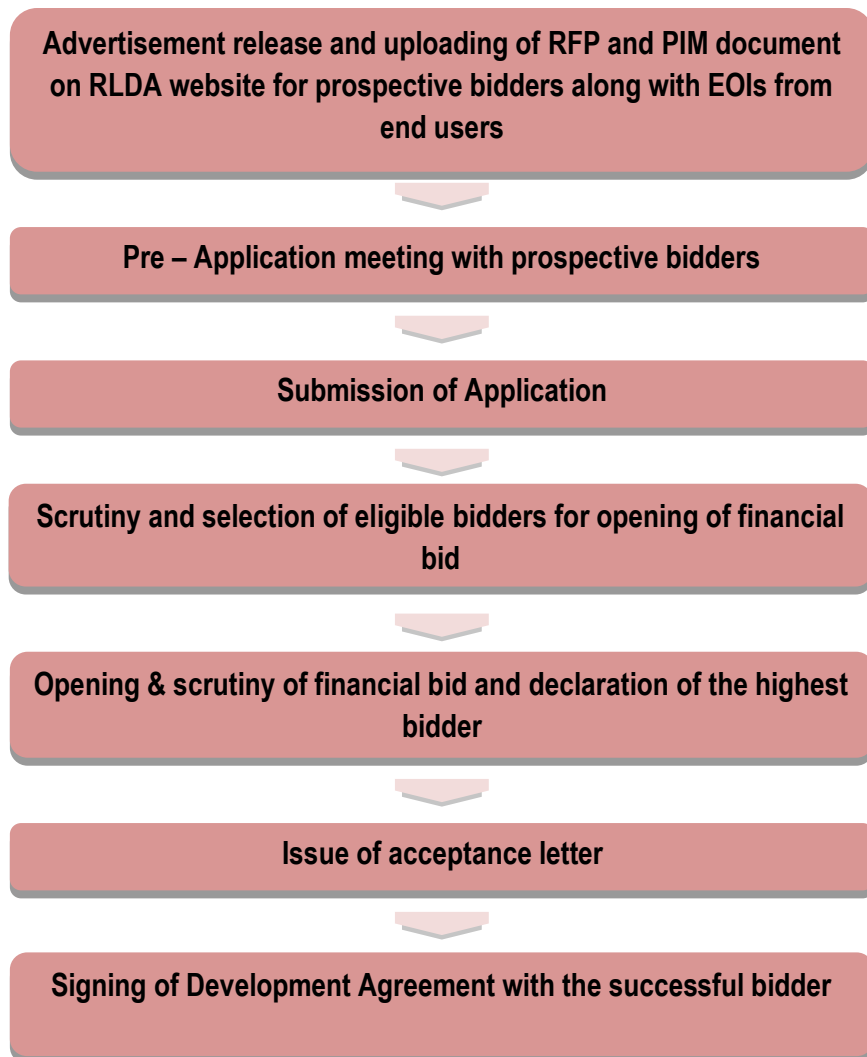 Advertisement release and uploading of RFP and PIM document
on RLDA website for prospective bidders along with EOIs from
end users
Pre – Application meeting with prospective bidders
Submission of Application
Scrutiny and selection of eligible bidders for opening of financial
bid
Opening & scrutiny of financial bid and declaration of the highest
bidder
Issue of acceptance letter
Signing of Development Agreement with the successful bidder